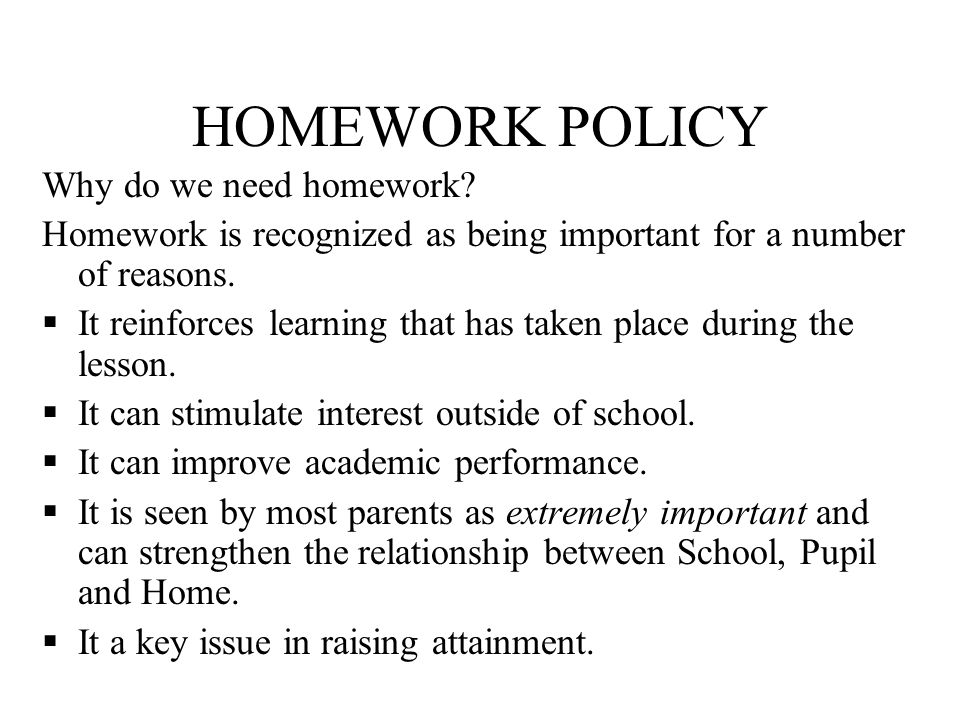 HOMEWORK POLICY
Why do we need homework?
Homework is recognized as being important for a number
of reasons.
▪ It reinforces learning that has taken place during the
lesson.
▪ It can stimulate interest outside of school.
▪ It can improve academic performance.
▪ It is seen by most parents as extremely important and
can strengthen the relationship between School, Pupil
and Home.
▪ It a key issue in raising attainment.